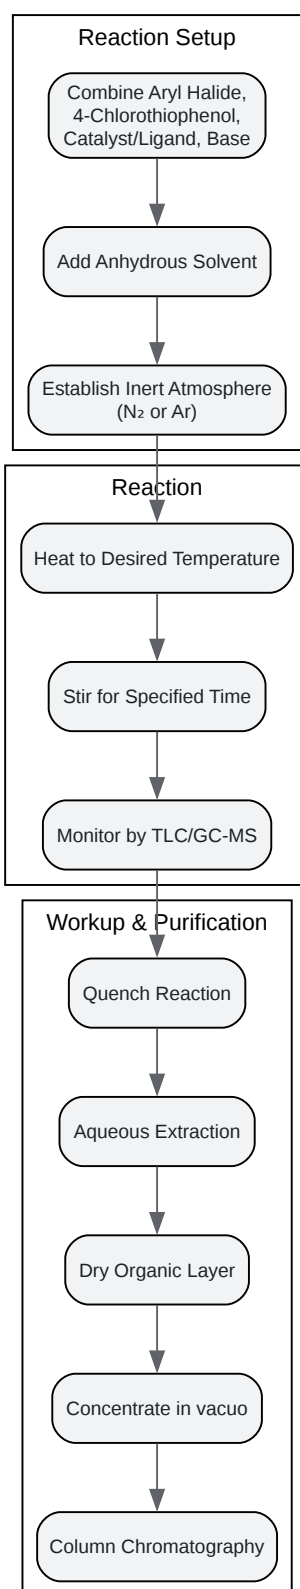 Reaction Setup
Combine Aryl Halide,
4-Chlorothiophenol,
Catalyst/Ligand, Base
Add Anhydrous Solvent
Establish Inert Atmosphere
(N₂ or Ar)
Reaction
Heat to Desired Temperature
Stir for Specified Time
Monitor by TLC/GC-MS
Workup & Purification
Quench Reaction
Aqueous Extraction
Dry Organic Layer
Concentrate in vacuo
Column Chromatography